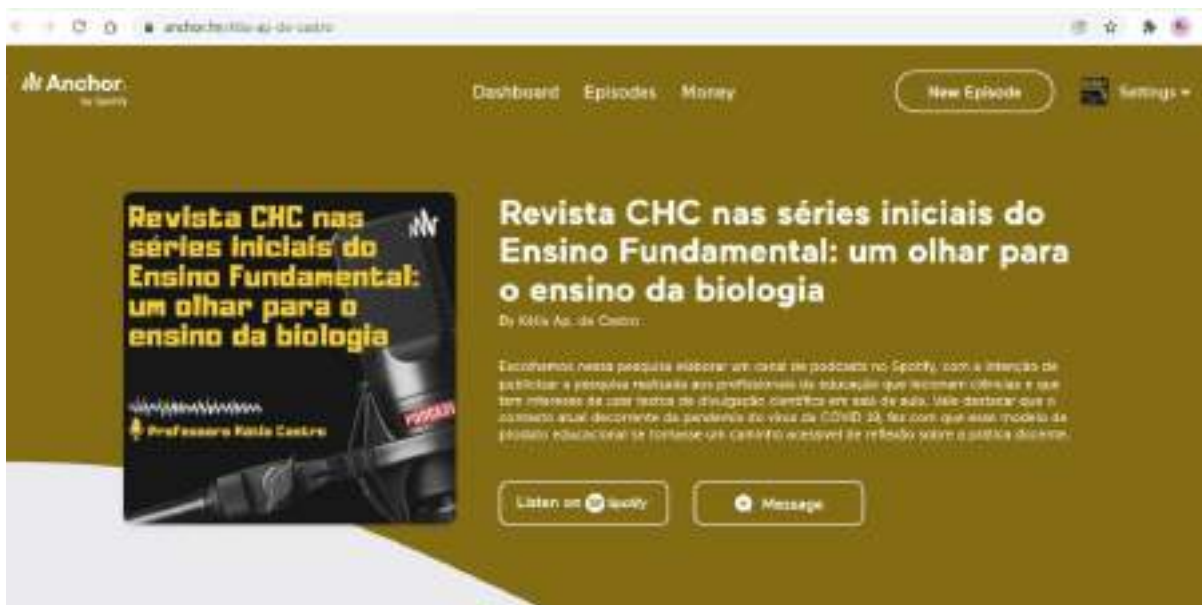 Anchor
by Spotify
Dashboard Episodes Money
New Episode
Settings
Revista CHC nas
séries iniciais do
Ensino Fundamental:
um olhar para o
ensino da biologia
Professora Kátia Castro
Revista CHC nas séries iniciais do
Ensino Fundamental: um olhar para
o ensino da biologia
By Kátia Ap. de Castro
Escolhemos nessa pesquisa elaborar um canal de podcasts no Spotify, com a intenção de
publicizar a pesquisa realizada aos profissionais da educação que lecionam ciências e que
tem interesse de usar textos de divulgação científica em sala de aula. Vale destacar que o
contexto atual decorrente da pandemia do vírus da COVID 19, fez com que esse modelo de
produto educacional se tornasse um caminho acessível de reflexão sobre a prática docente.
Listen on Spotify
Message